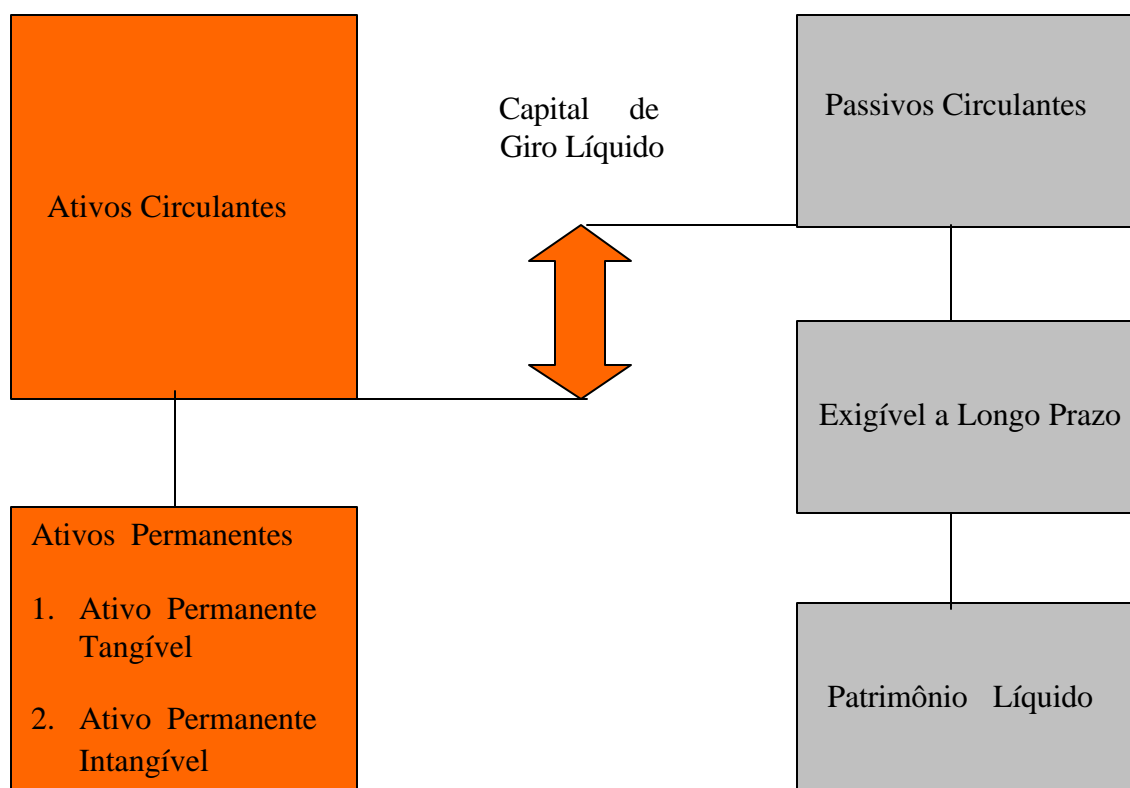 Ativos Circulantes
Ativos Permanentes
1. Ativo Permanente
Tangível
2. Ativo Permanente
Intangível
Capital de
Giro Líquido
Passivos Circulantes
Exigível a Longo Prazo
Patrimônio Líquido